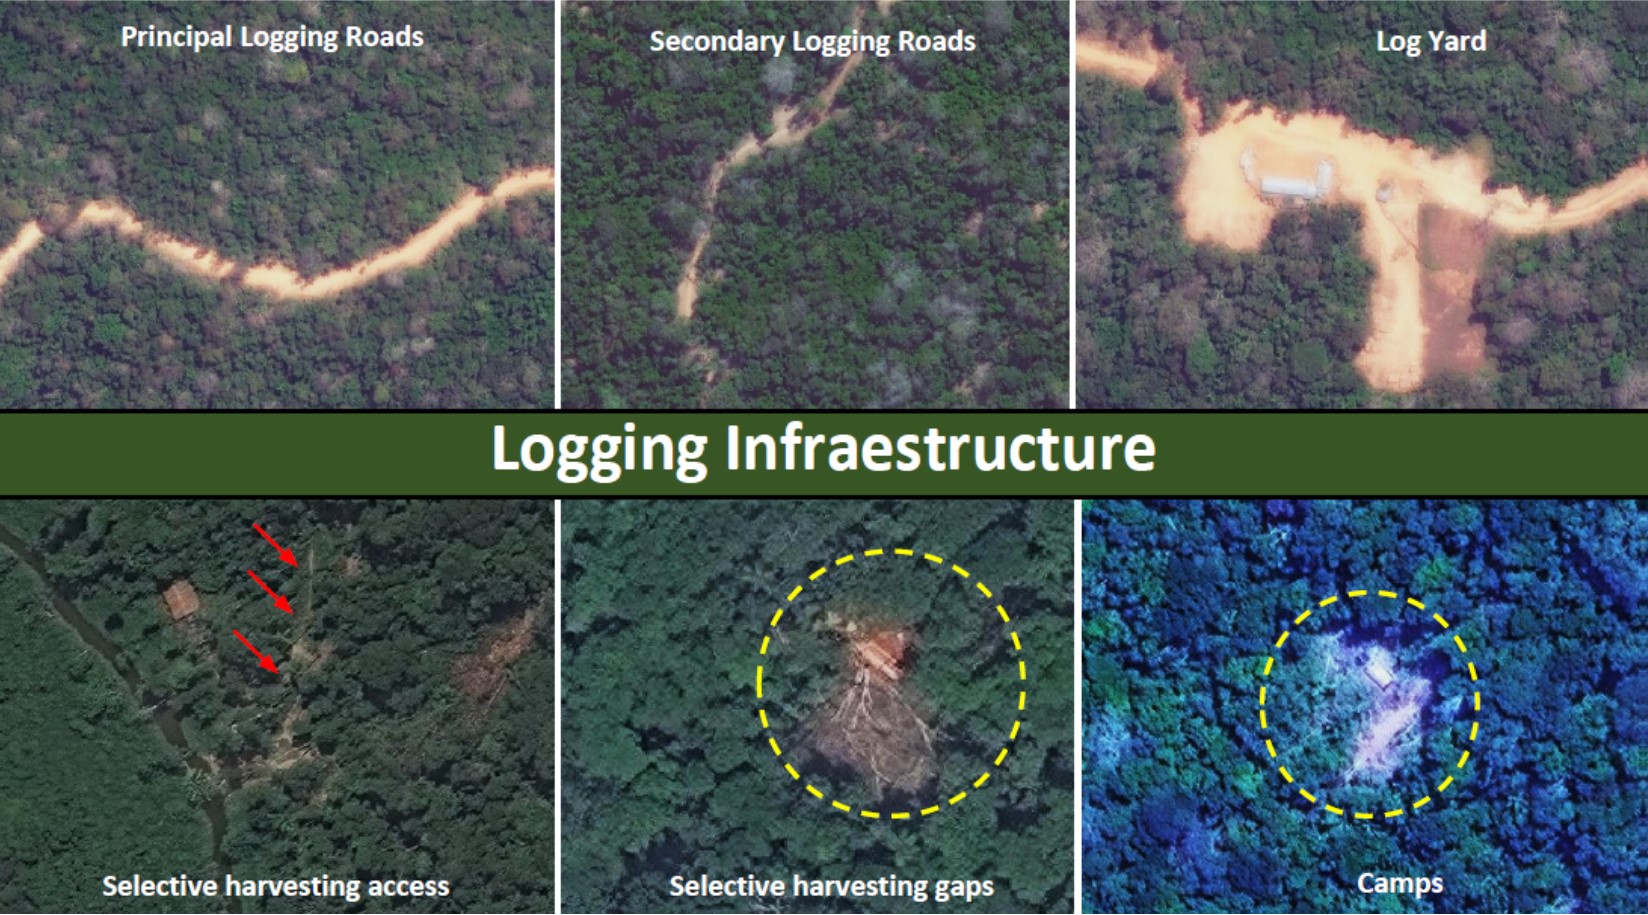 Principal Logging Roads
Secondary Logging Roads
Log Yard
Logging Infraestructure
Selective harvesting access
Selective harvesting gaps
Camps